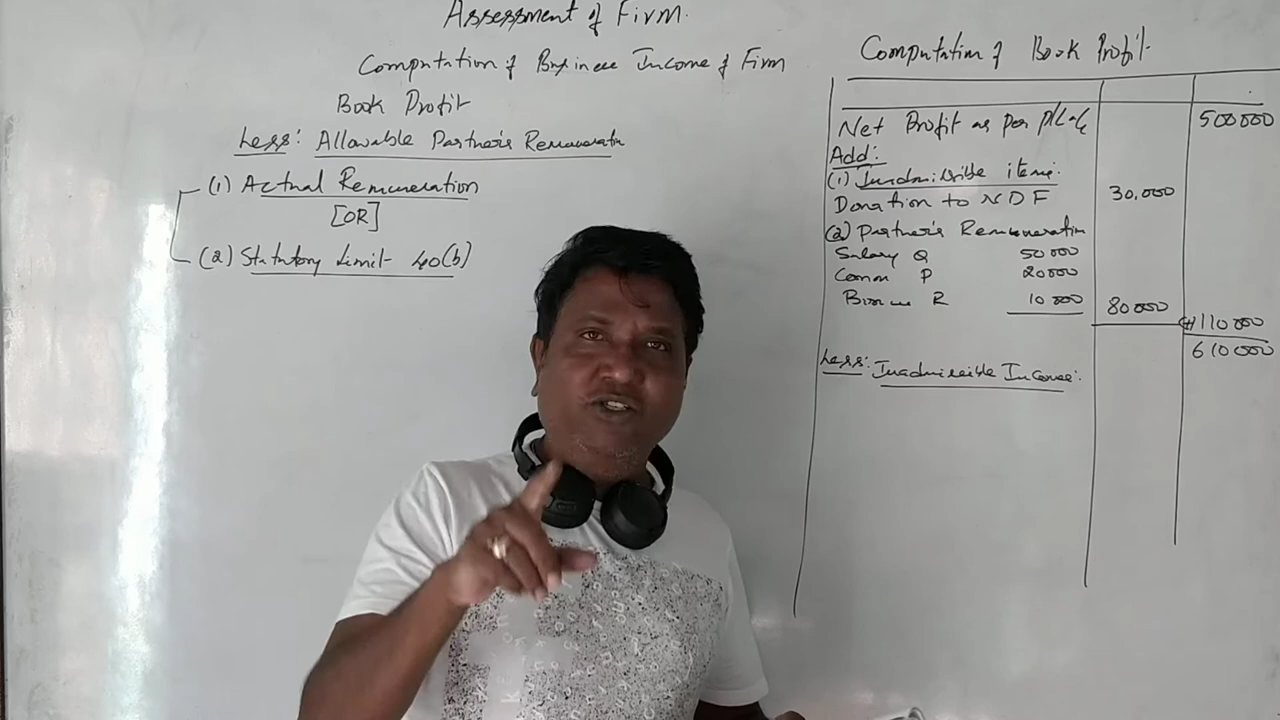 Assessment of Firm.
Computation of Business Income of Firm
Book Profit
Less: Allowable Partner's Remuneratn
(1) Actual Remuneration
[OR]
(2) Statutory Limit 40(b)
Computation of Book Profit
Net Profit as per P/L a/c 500000
Add:
(1) Inadmissible items:
Donation to NDF 30,000
(2) Partner's Remuneration
Salary Q 50000
Comm P 20000
Bonus R 10000 80000
(+) 110000
610000
Less: Inadmissible Income: